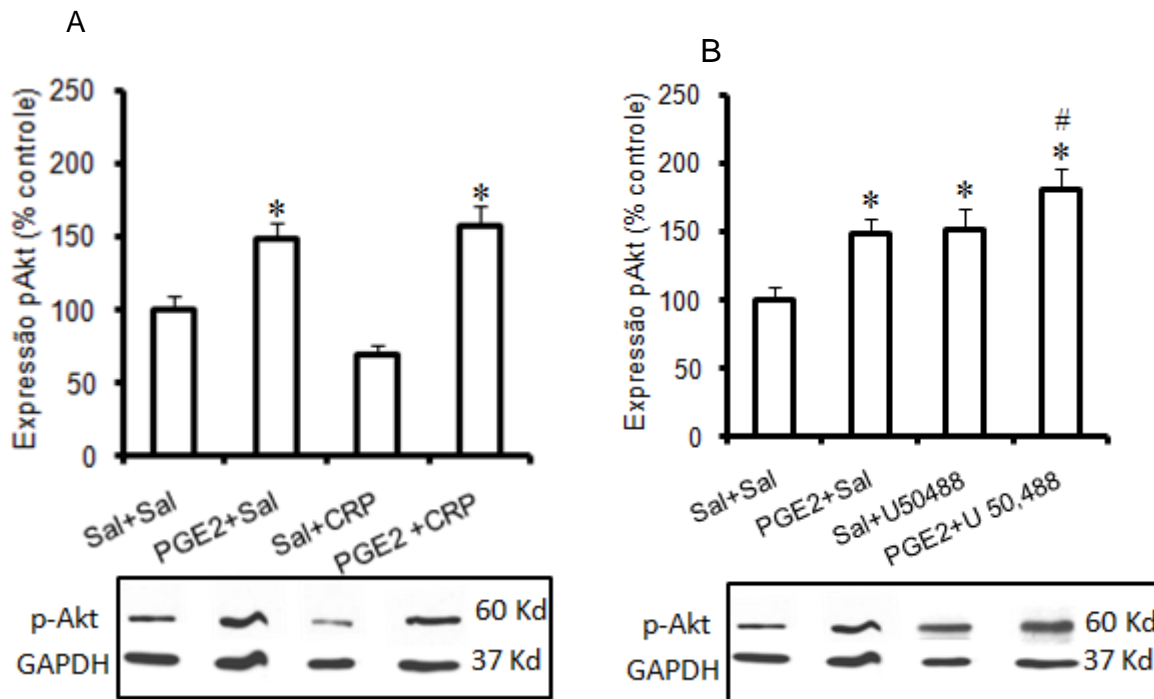 A
Expressão pAkt (% controle)
250
200
150
100
50
0
*
*
Sal+Sal
PGE2+Sal
Sal+CRP
PGE2 +CRP
p-Akt
60 Kd
GAPDH
37 Kd
B
Expressão pAkt (% controle)
250
200
150
100
50
0
*
*
#
*
Sal+Sal
PGE2+Sal
Sal+U50488
PGE2+U 50,488
p-Akt
60 Kd
GAPDH
37 Kd